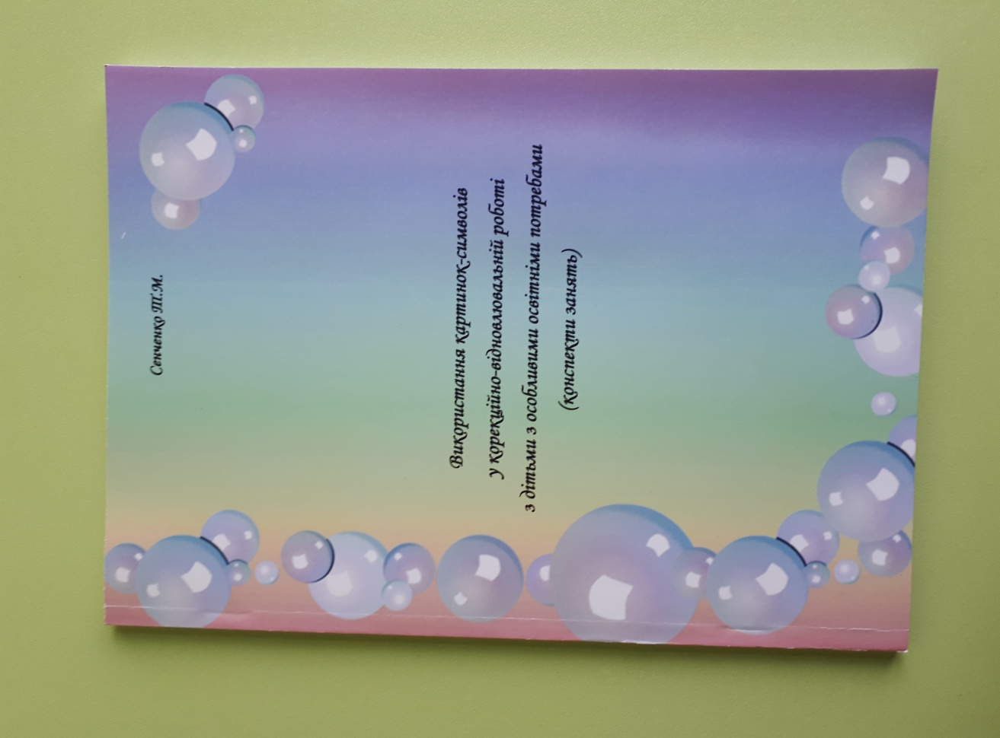 Сенченко Т.М.
Використання картинок-символів
у корекційно-відновлювальній роботі
з дітьми з особливими освітніми потребами
(конспекти занять)